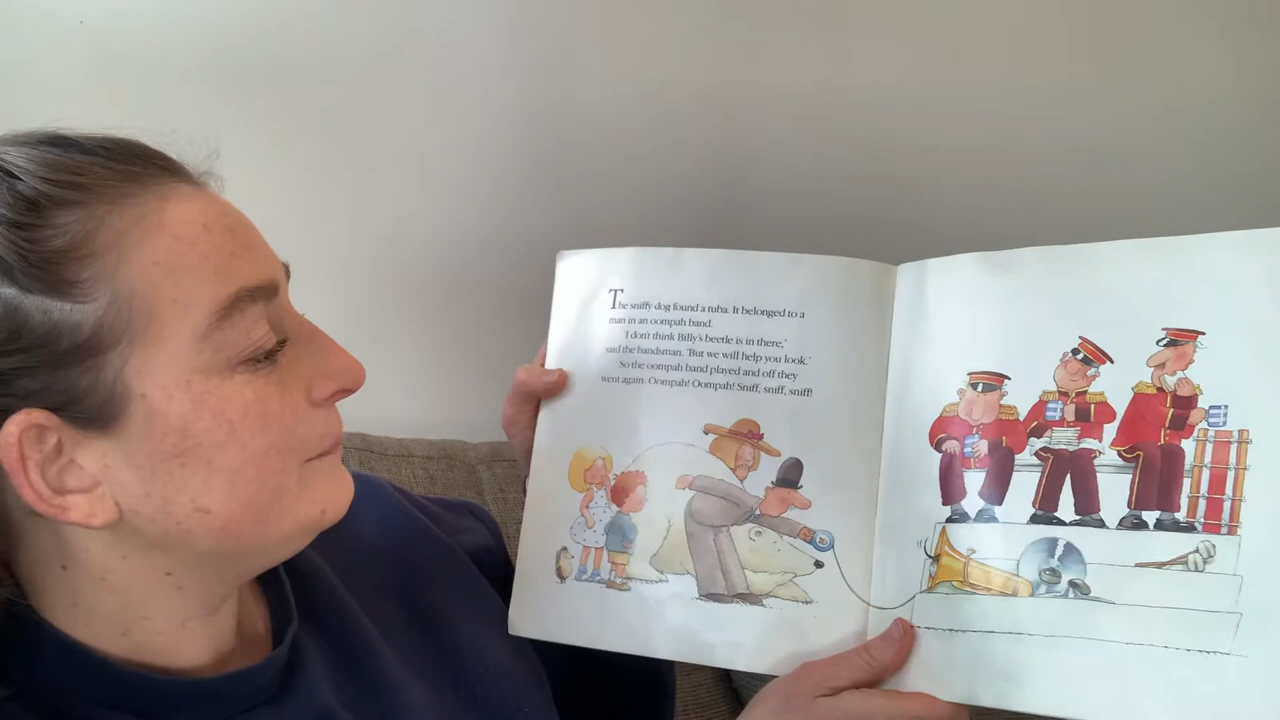 The sniffy dog found a tuba. It belonged to a
man in an oompah band.
'I don't think Billy's beetle is in there,'
said the bandsman. 'But we will help you look.'
So the oompah band played and off they
went again. Oompah! Oompah! Sniff, sniff, sniff!